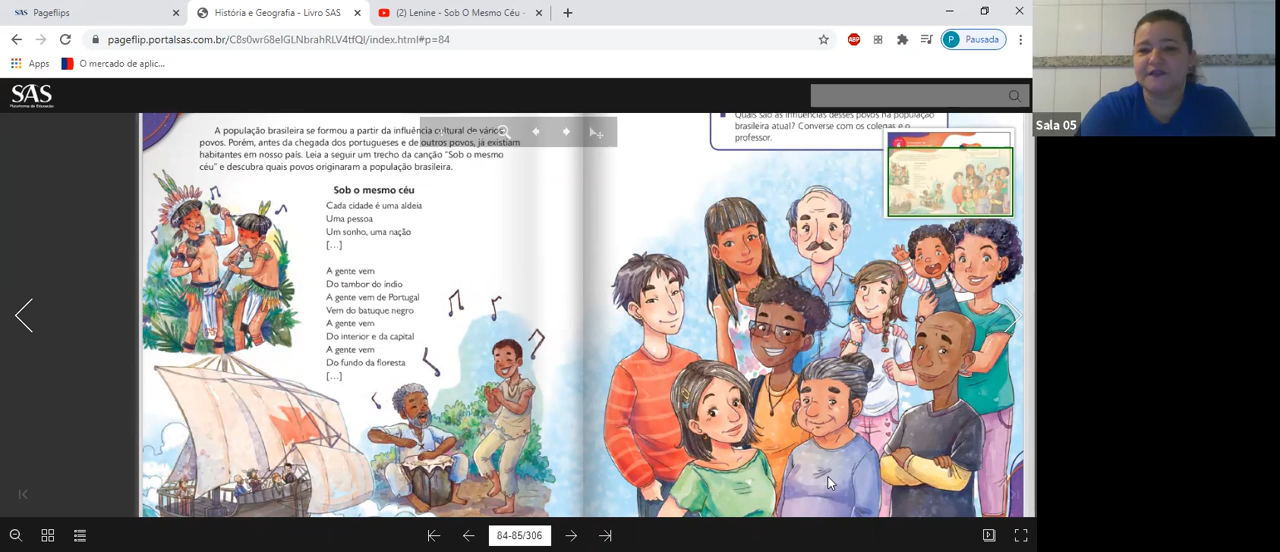 Pageflips
História e Geografia - Livro SAS
(2) Lenine - Sob O Mesmo Céu -
pageflip.portalsas.com.br/C8s0wr68elGLNbrahRLV4tfQI/index.html#p=84
ABP
P Pausada
Apps
O mercado de aplic...
SAS
Plataforma de Educação
A população brasileira se formou a partir da influência cultural de vários
povos. Porém, antes da chegada dos portugueses e de outros povos, já existiam
habitantes em nosso país. Leia a seguir um trecho da canção "Sob o mesmo
céu" e descubra quais povos originaram a população brasileira.
Sob o mesmo céu
Cada cidade é uma aldeia
Uma pessoa
Um sonho, uma nação
[...]
A gente vem
Do tambor do índio
A gente vem de Portugal
Vem do batuque negro
A gente vem
Do interior e da capital
A gente vem
Do fundo da floresta
[...]
Quais são as influências desses povos na população
brasileira atual? Converse com os colegas e o
professor.
84-85/306
Sala 05